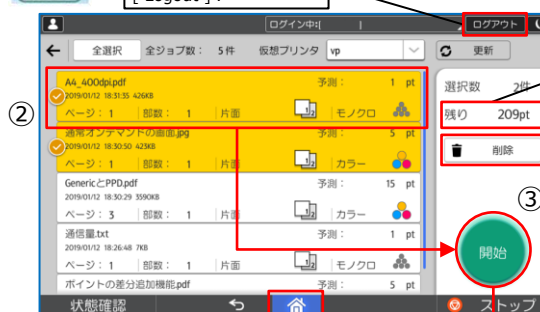 [ Logout ] .
ログイン中:[ ] ログアウト
全選択 全ジョブ数： 5 件 仮想プリンタ vp 更新
②
A4_400dpi.pdf 予測： 1 pt
2019/01/12 18:31:35 426KB
ページ： 1 部数： 1 片面 モノクロ
通常オンデマンドの画面.jpg 予測： 5 pt
2019/01/12 18:30:50 423KB
ページ： 1 部数： 1 片面 カラー
GenericとPPD.pdf 予測： 15 pt
2019/01/12 18:30:29 3590KB
ページ： 3 部数： 1 片面 カラー
通信量.txt 予測： 1 pt
2019/01/12 18:26:48 7KB
ページ： 1 部数： 1 片面 モノクロ
ポイントの差分追加機能.pdf 予測： 5 pt
選択数 2件
残り 209pt
削除
③
開始
状態確認 ストップ